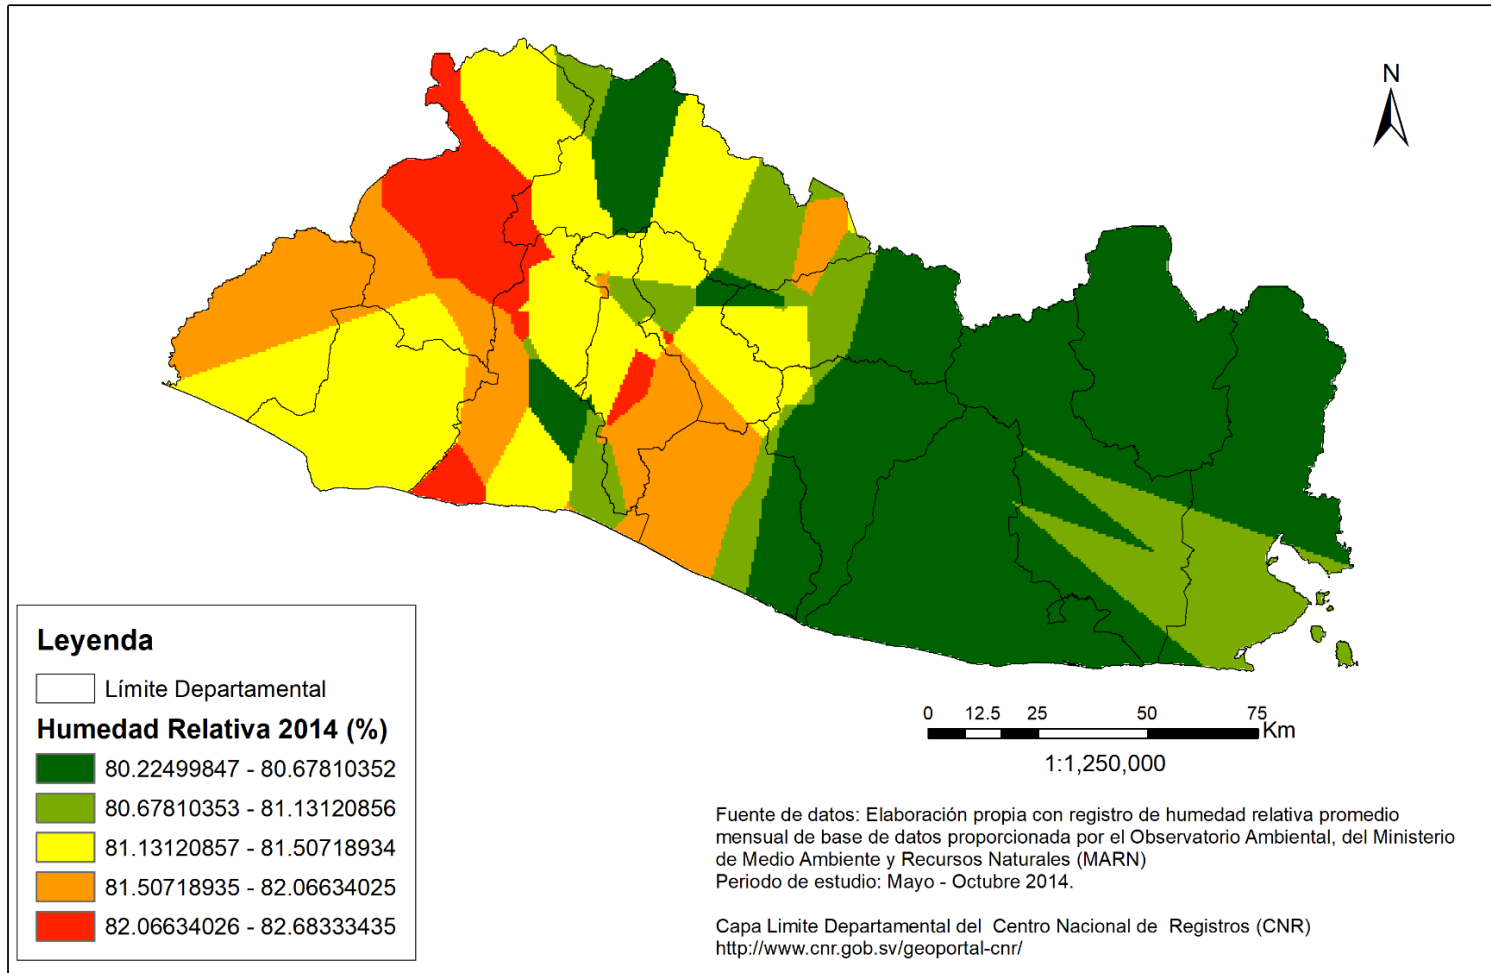 N
Leyenda
Límite Departamental
Humedad Relativa 2014 (%)
80.22499847 - 80.67810352
80.67810353 - 81.13120856
81.13120857 - 81.50718934
81.50718935 - 82.06634025
82.06634026 - 82.68333435
0 12.5 25 50 75
Km
1:1,250,000
Fuente de datos: Elaboración propia con registro de humedad relativa promedio
mensual de base de datos proporcionada por el Observatorio Ambiental, del Ministerio
de Medio Ambiente y Recursos Naturales (MARN)
Periodo de estudio: Mayo - Octubre 2014.
Capa Limite Departamental del Centro Nacional de Registros (CNR)
http://www.cnr.gob.sv/geoportal-cnr/